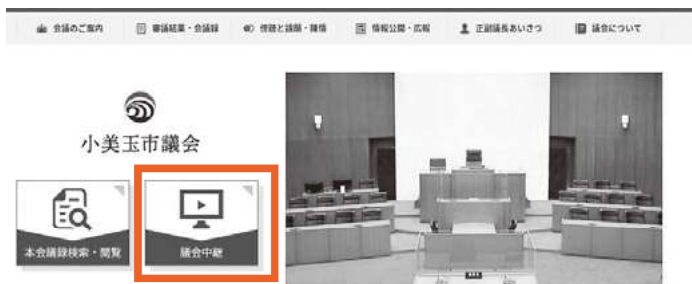 会議のご案内
審議結果・会議録
傍聴と請願・陳情
情報公開・広報
正副議長あいさつ
議会について
小美玉市議会
本会議録検索・閲覧
議会中継